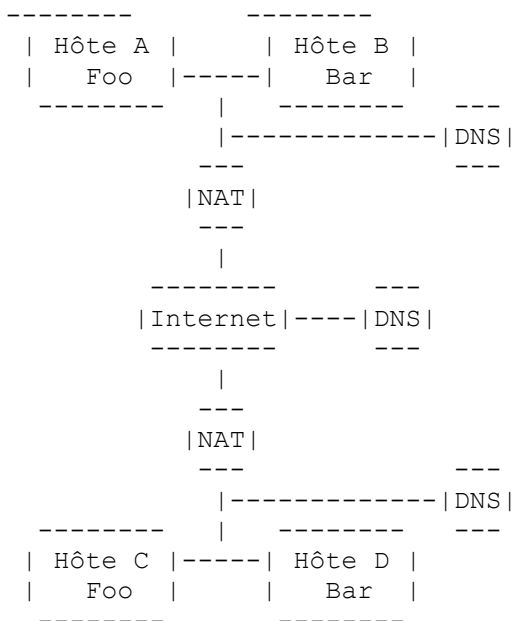 --------          --------
| Hôte A |       | Hôte B |
|   Foo  |-----|   Bar  |
--------    |    --------    ---
|-------------|DNS|
---                ---
|NAT|
---
|
--------       ---
|Internet|----|DNS|
--------       ---
|
---
|NAT|
---                ---
|-------------|DNS|
--------    |    --------    ---
| Hôte C |-----| Hôte D |
|   Foo  |       |   Bar  |
--------          --------